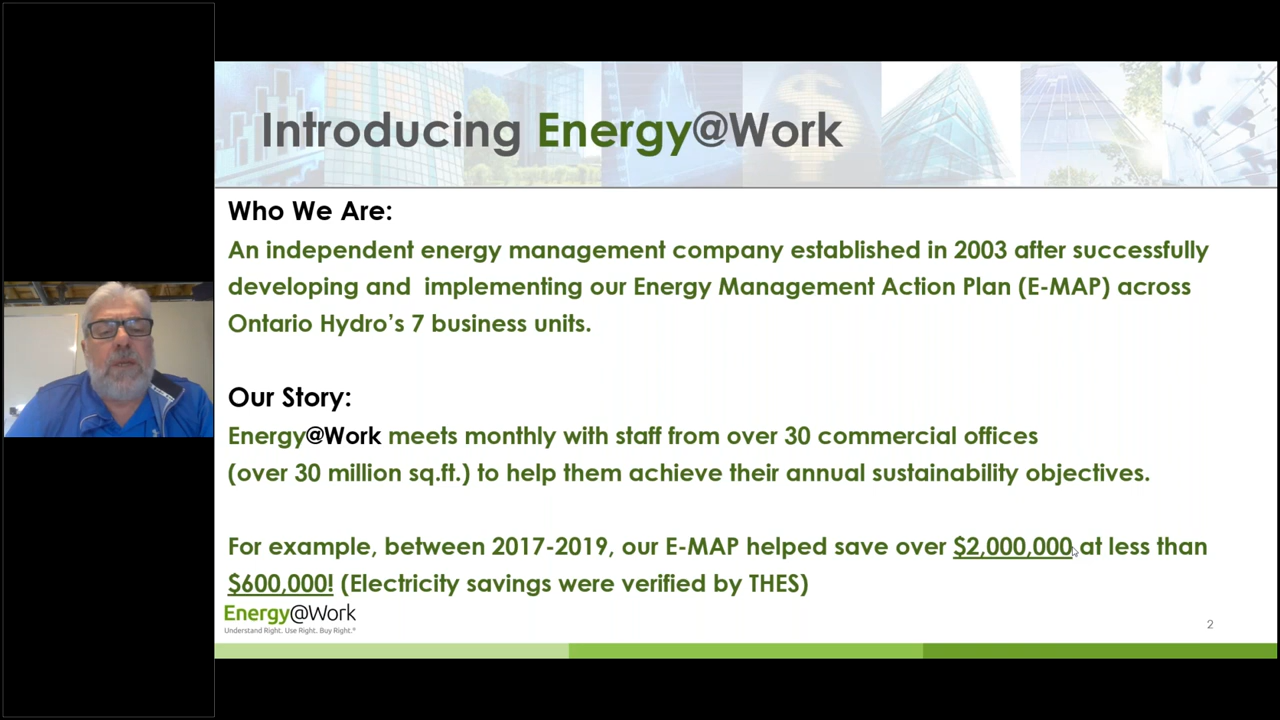 Introducing Energy@Work
Who We Are:
An independent energy management company established in 2003 after successfully
developing and  implementing our Energy Management Action Plan (E-MAP) across
Ontario Hydro’s 7 business units.
Our Story:
Energy@Work meets monthly with staff from over 30 commercial offices
(over 30 million sq.ft.) to help them achieve their annual sustainability objectives.
For example, between 2017-2019, our E-MAP helped save over $2,000,000 at less than
$600,000! (Electricity savings were verified by THES)
Energy@Work
Understand Right. Use Right. Buy Right.®
2